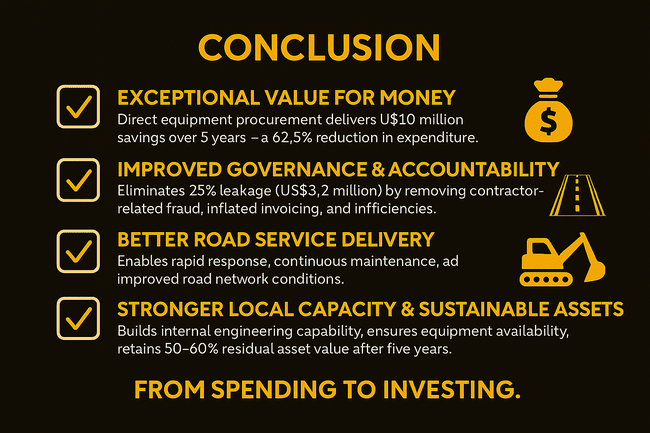 CONCLUSION
EXCEPTIONAL VALUE FOR MONEY
Direct equipment procurement delivers U$10 million
savings over 5 years – a 62,5% reduction in expenditure.
$
IMPROVED GOVERNANCE & ACCOUNTABILITY
Eliminates 25% leakage (US$3,2 million) by removing contractor-
related fraud, inflated invoicing, and infficiencies.
BETTER ROAD SERVICE DELIVERY
Enables rapid response, continuous maintenance, ad
improved road network conditions.
STRONGER LOCAL CAPACITY & SUSTAINABLE ASSETS
Builds internal engineering capability, ensures equipment availability,
retains 50–60% residual asset value after five years.
FROM SPENDING TO INVESTING.